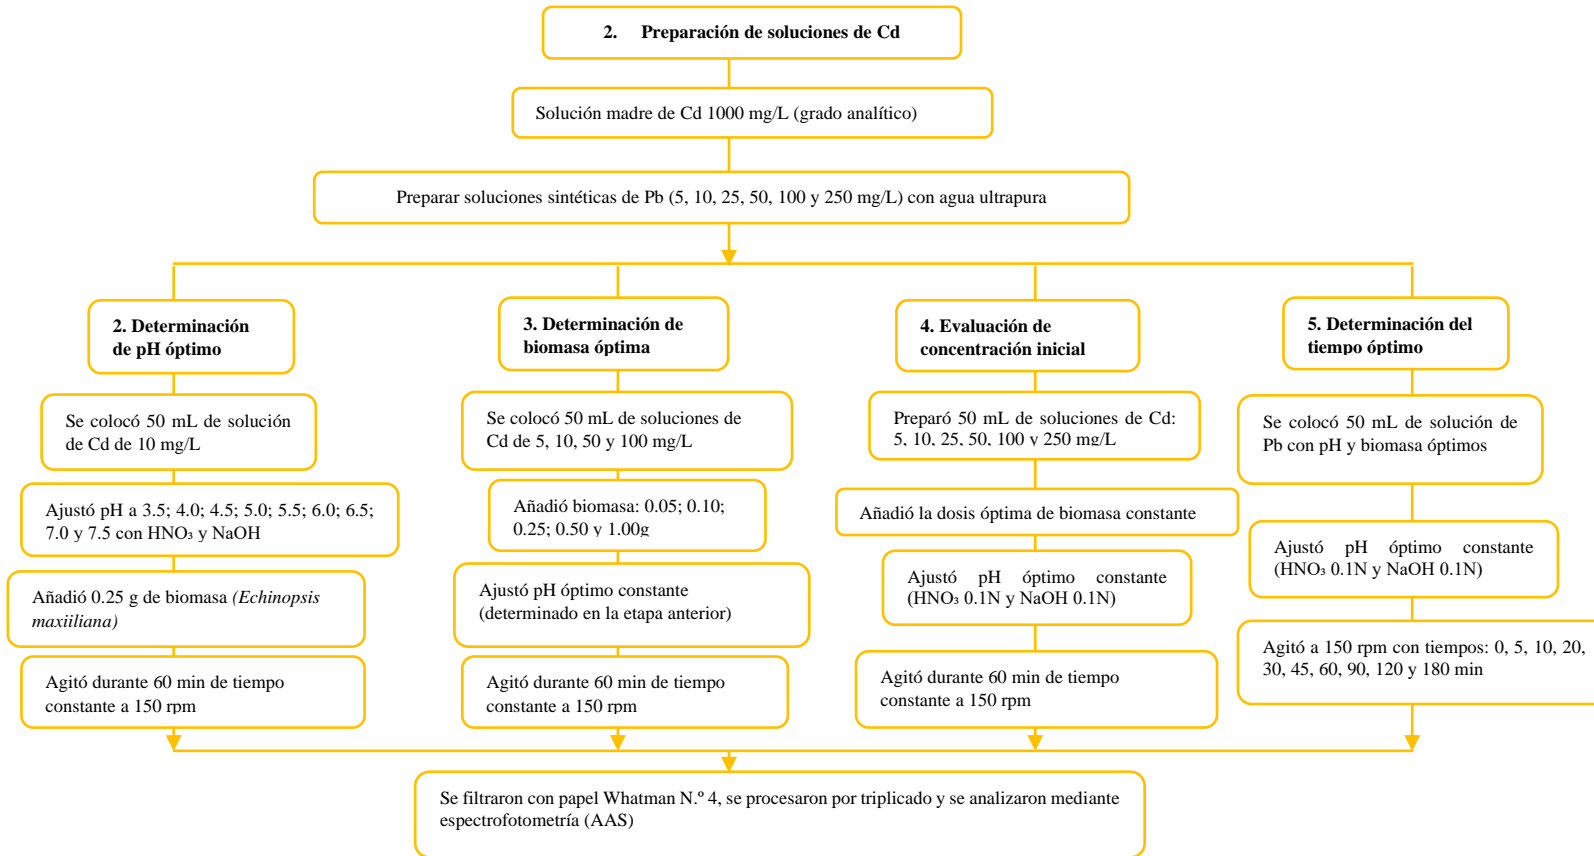 2. Preparación de soluciones de Cd
Solución madre de Cd 1000 mg/L (grado analítico)
Preparar soluciones sintéticas de Pb (5, 10, 25, 50, 100 y 250 mg/L) con agua ultrapura
2. Determinación
de pH óptimo
Se colocó 50 mL de solución
de Cd de 10 mg/L
Ajustó pH a 3.5; 4.0; 4.5; 5.0; 5.5; 6.0; 6.5;
7.0 y 7.5 con HNO₃ y NaOH
Añadió 0.25 g de biomasa (Echinopsis
maxiiliana)
Agitó durante 60 min de tiempo
constante a 150 rpm
3. Determinación de
biomasa óptima
Se colocó 50 mL de soluciones de
Cd de 5, 10, 50 y 100 mg/L
Añadió biomasa: 0.05; 0.10;
0.25; 0.50 y 1.00g
Ajustó pH óptimo constante
(determinado en la etapa anterior)
Agitó durante 60 min de tiempo
constante a 150 rpm
4. Evaluación de
concentración inicial
Preparó 50 mL de soluciones de Cd:
5, 10, 25, 50, 100 y 250 mg/L
Añadió la dosis óptima de biomasa constante
Ajustó pH óptimo constante
(HNO₃ 0.1N y NaOH 0.1N)
Agitó durante 60 min de tiempo
constante a 150 rpm
5. Determinación del
tiempo óptimo
Se colocó 50 mL de solución de
Pb con pH y biomasa óptimos
Ajustó pH óptimo constante
(HNO₃ 0.1N y NaOH 0.1N)
Agitó a 150 rpm con tiempos: 0, 5, 10, 20,
30, 45, 60, 90, 120 y 180 min
Se filtraron con papel Whatman N.º 4, se procesaron por triplicado y se analizaron mediante
espectrofotometría (AAS)